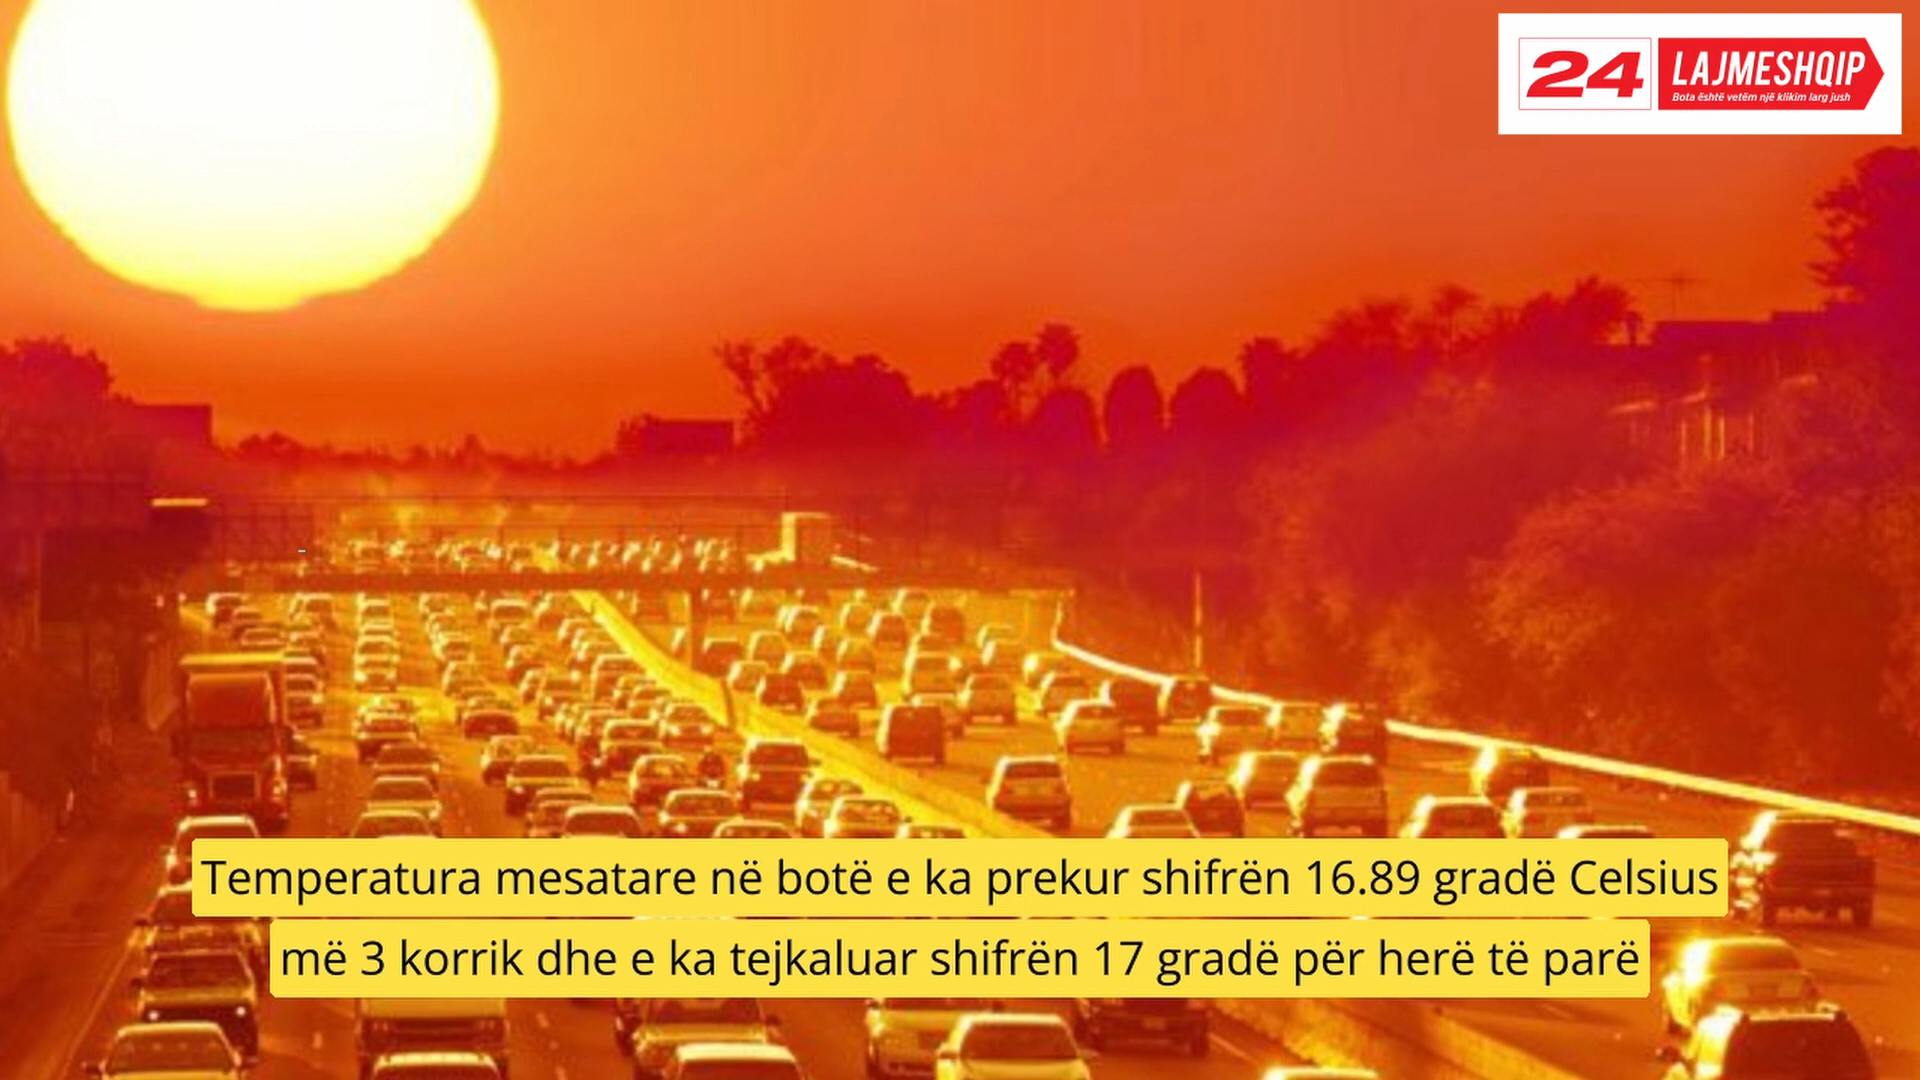 24 LAJMESHQIP
Bota është vetëm një klikim larg jush
Temperatura mesatare në botë e ka prekur shifrën 16.89 gradë Celsius
më 3 korrik dhe e ka tejkaluar shifrën 17 gradë për herë të parë